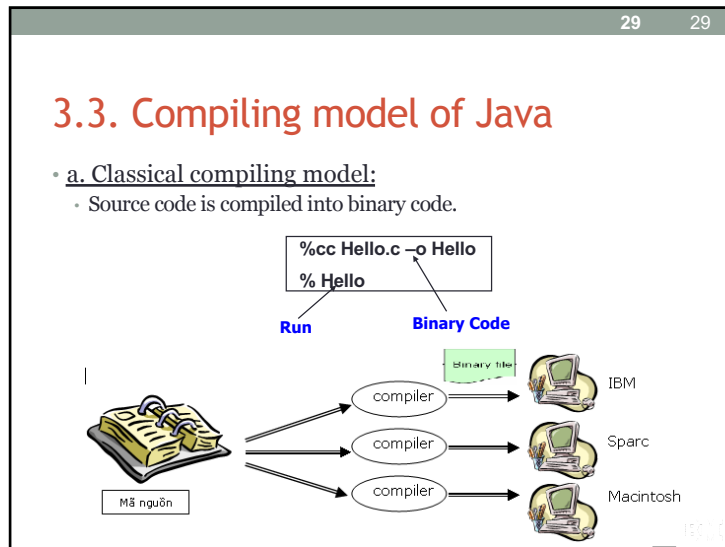 29 29
3.3. Compiling model of Java
• a. Classical compiling model:
• Source code is compiled into binary code.
%cc Hello.c –o Hello
% Hello
Run
Binary Code
Binary file
compiler
IBM
compiler
Sparc
compiler
Macintosh
Mã nguồn